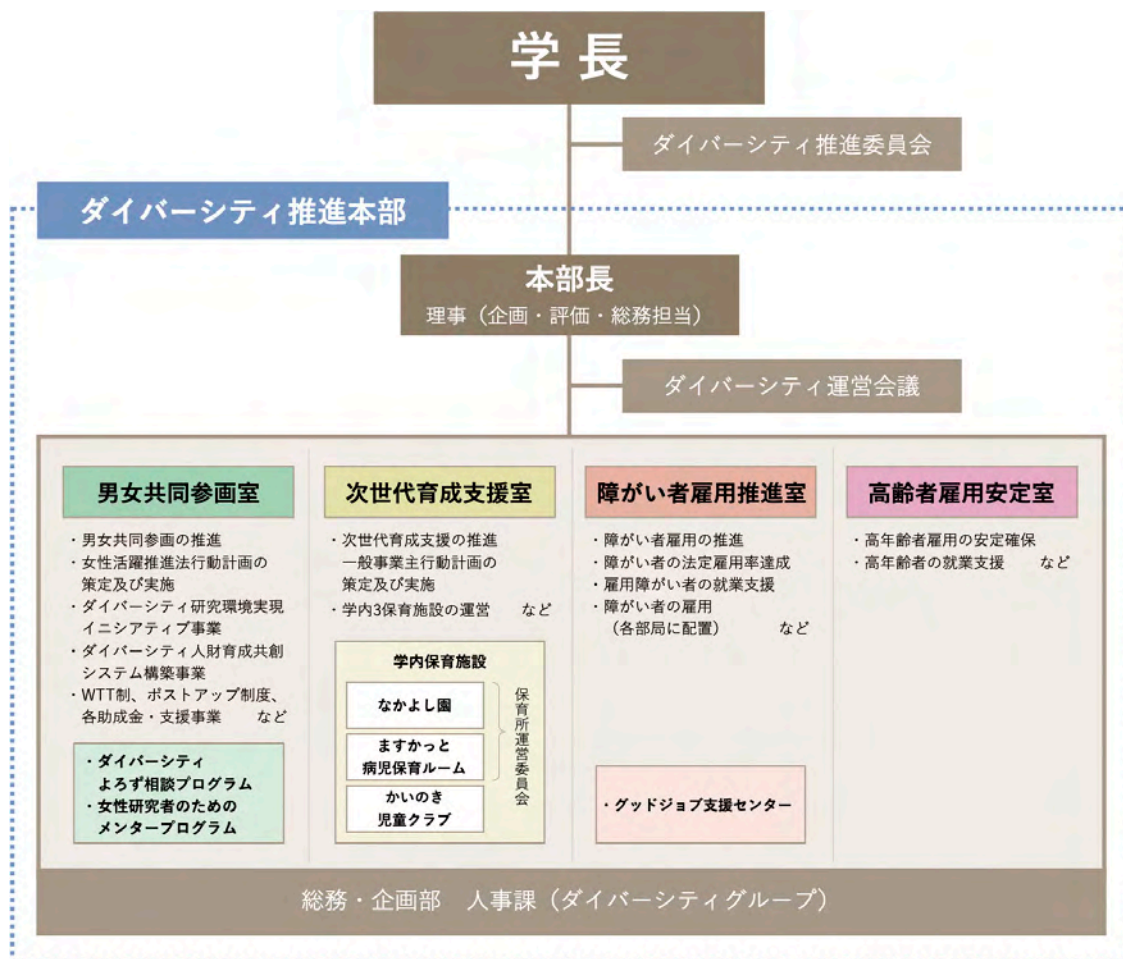 学長
ダイバーシティ推進委員会
ダイバーシティ推進本部
本部長
理事（企画・評価・総務担当）
ダイバーシティ運営会議
男女共同参画室
・男女共同参画の推進
・女性活躍推進法行動計画の
策定及び実施
・ダイバーシティ研究環境実現
イニシアティブ事業
・ダイバーシティ人財育成共創
システム構築事業
・WTT制、ポストアップ制度、
各助成金・支援事業　など
・ダイバーシティ
よろず相談プログラム
・女性研究者のための
メンタープログラム
次世代育成支援室
・次世代育成支援の推進
一般事業主行動計画の
策定及び実施
・学内3保育施設の運営　など
学内保育施設
なかよし園
ますかっと
病児保育ルーム
かいのき
児童クラブ
保育所運営委員会
障がい者雇用推進室
・障がい者雇用の推進
・障がい者の法定雇用率達成
・雇用障がい者の就業支援
・障がい者の雇用
（各部局に配置）　など
・グッドジョブ支援センター
高齢者雇用安定室
・高年齢者雇用の安定確保
・高年齢者の就業支援　など
総務・企画部　人事課（ダイバーシティグループ）